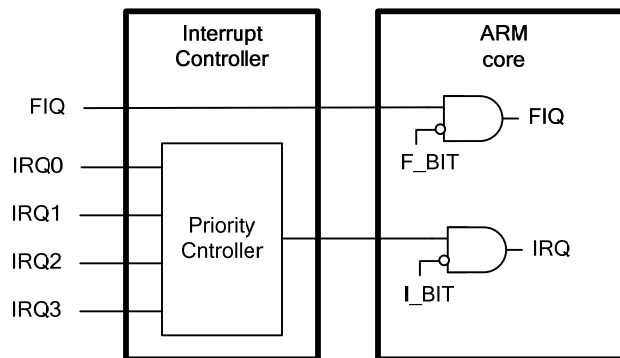 Interrupt
Controller
ARM
core
FIQ
FIQ
F_BIT
IRQ0
IRQ1
IRQ2
IRQ3
Priority
Cntroller
IRQ
I_BIT